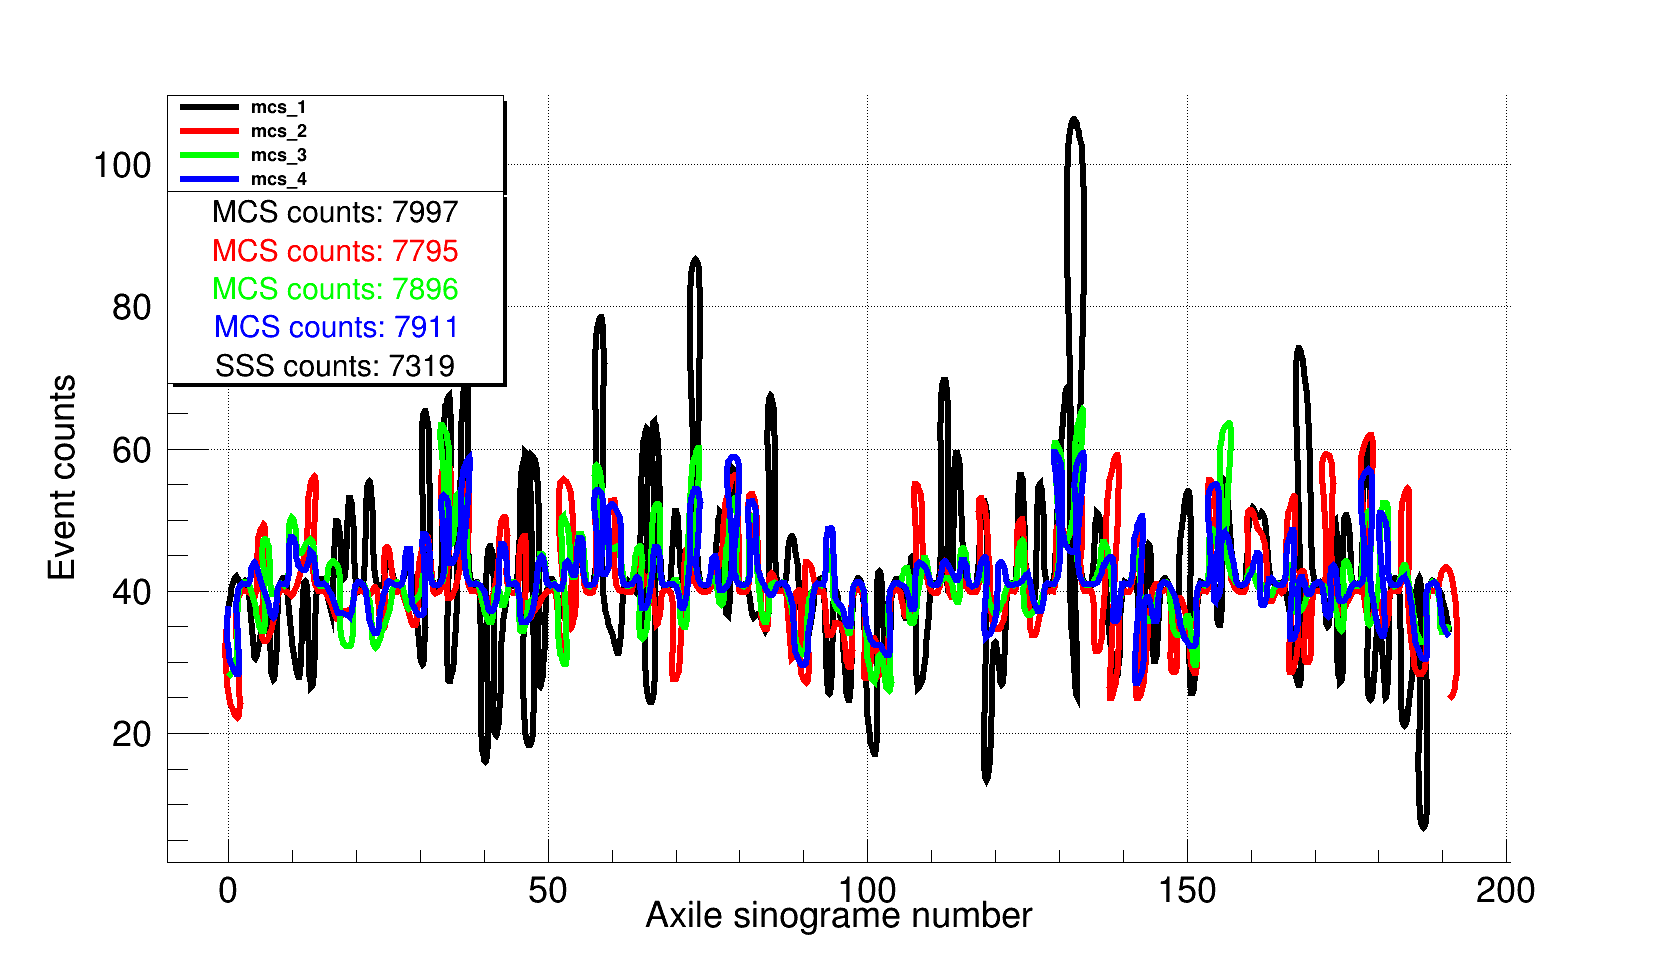 mcs_1
mcs_2
mcs_3
mcs_4
MCS counts: 7997
MCS counts: 7795
MCS counts: 7896
MCS counts: 7911
SSS counts: 7319
100
80
60
40
20
Event counts
0 50 100 150 200
Axile sinograme number